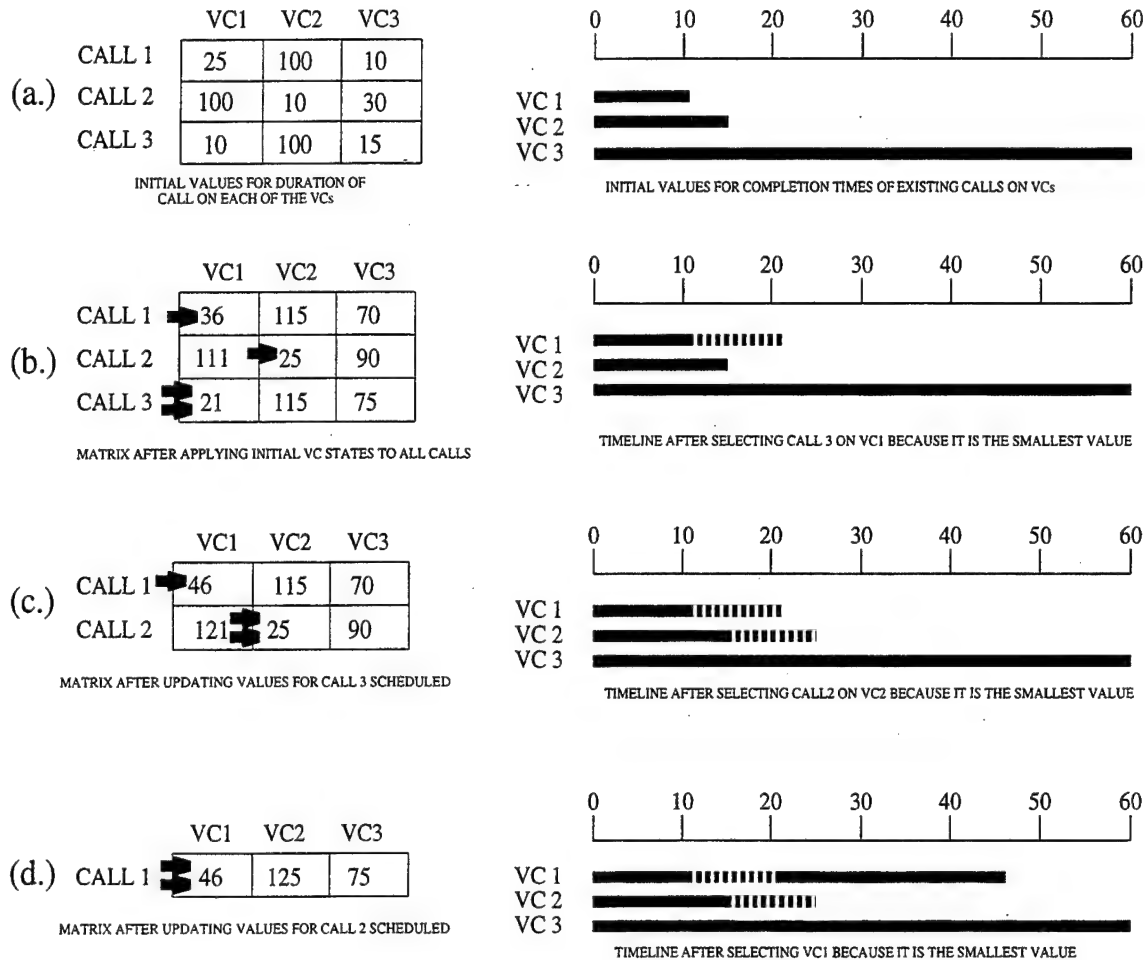 VC1 VC2 VC3
0 10 20 30 40 50 60
(a.)
CALL 1 25 100 10
CALL 2 100 10 30
CALL 3 10 100 15
VC 1
VC 2
VC 3
INITIAL VALUES FOR DURATION OF
CALL ON EACH OF THE VCs
INITIAL VALUES FOR COMPLETION TIMES OF EXISTING CALLS ON VCs
VC1 VC2 VC3
0 10 20 30 40 50 60
(b.)
CALL 1 36 115 70
CALL 2 111 25 90
CALL 3 21 115 75
VC 1
VC 2
VC 3
MATRIX AFTER APPLYING INITIAL VC STATES TO ALL CALLS
TIMELINE AFTER SELECTING CALL 3 ON VC1 BECAUSE IT IS THE SMALLEST VALUE
VC1 VC2 VC3
0 10 20 30 40 50 60
(c.)
CALL 1 46 115 70
CALL 2 121 25 90
VC 1
VC 2
VC 3
MATRIX AFTER UPDATING VALUES FOR CALL 3 SCHEDULED
TIMELINE AFTER SELECTING CALL2 ON VC2 BECAUSE IT IS THE SMALLEST VALUE
VC1 VC2 VC3
0 10 20 30 40 50 60
(d.)
CALL 1 46 125 75
VC 1
VC 2
VC 3
MATRIX AFTER UPDATING VALUES FOR CALL 2 SCHEDULED
TIMELINE AFTER SELECTING VC1 BECAUSE IT IS THE SMALLEST VALUE